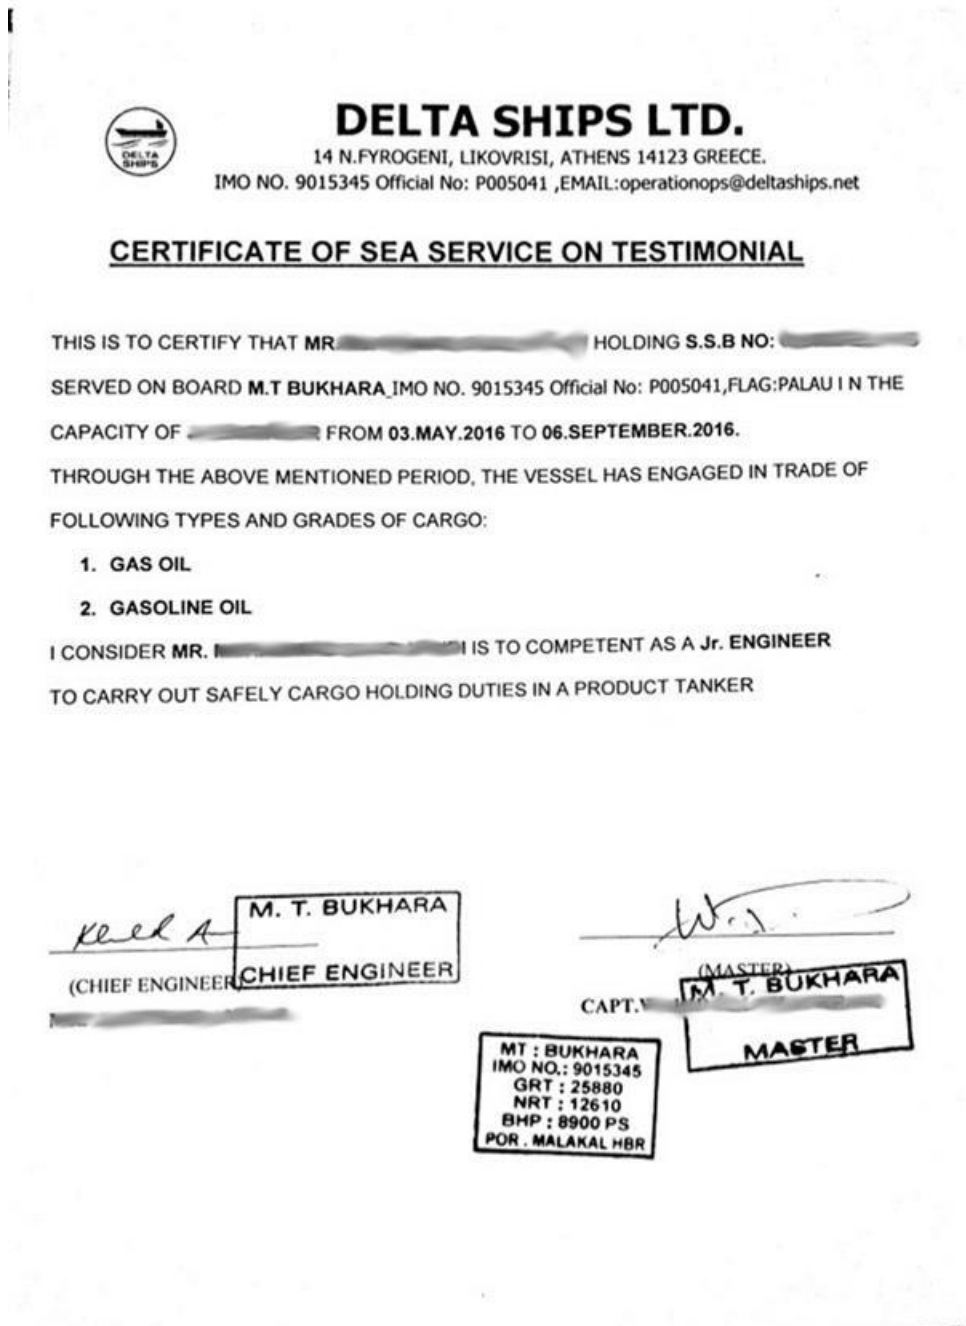 DELTA SHIPS LTD.
DELTA
SHIPS
14 N.FYROGENI, LIKOVRISI, ATHENS 14123 GREECE.
IMO NO. 9015345 Official No: P005041 ,EMAIL:operationops@deltaships.net
CERTIFICATE OF SEA SERVICE ON TESTIMONIAL
THIS IS TO CERTIFY THAT MR. HOLDING S.S.B NO:
SERVED ON BOARD M.T BUKHARA IMO NO. 9015345 Official No: P005041,FLAG:PALAU I N THE
CAPACITY OF FROM 03.MAY.2016 TO 06.SEPTEMBER.2016.
THROUGH THE ABOVE MENTIONED PERIOD, THE VESSEL HAS ENGAGED IN TRADE OF
FOLLOWING TYPES AND GRADES OF CARGO:
1. GAS OIL
2. GASOLINE OIL
I CONSIDER MR. IS TO COMPETENT AS A Jr. ENGINEER
TO CARRY OUT SAFELY CARGO HOLDING DUTIES IN A PRODUCT TANKER
M. T. BUKHARA
CHIEF ENGINEER
(CHIEF ENGINEER
(MASTER)
CAPT.
M. T. BUKHARA
MASTER
MT : BUKHARA
IMO NO.: 9015345
GRT : 25880
NRT : 12610
BHP : 8900 PS
POR . MALAKAL HBR